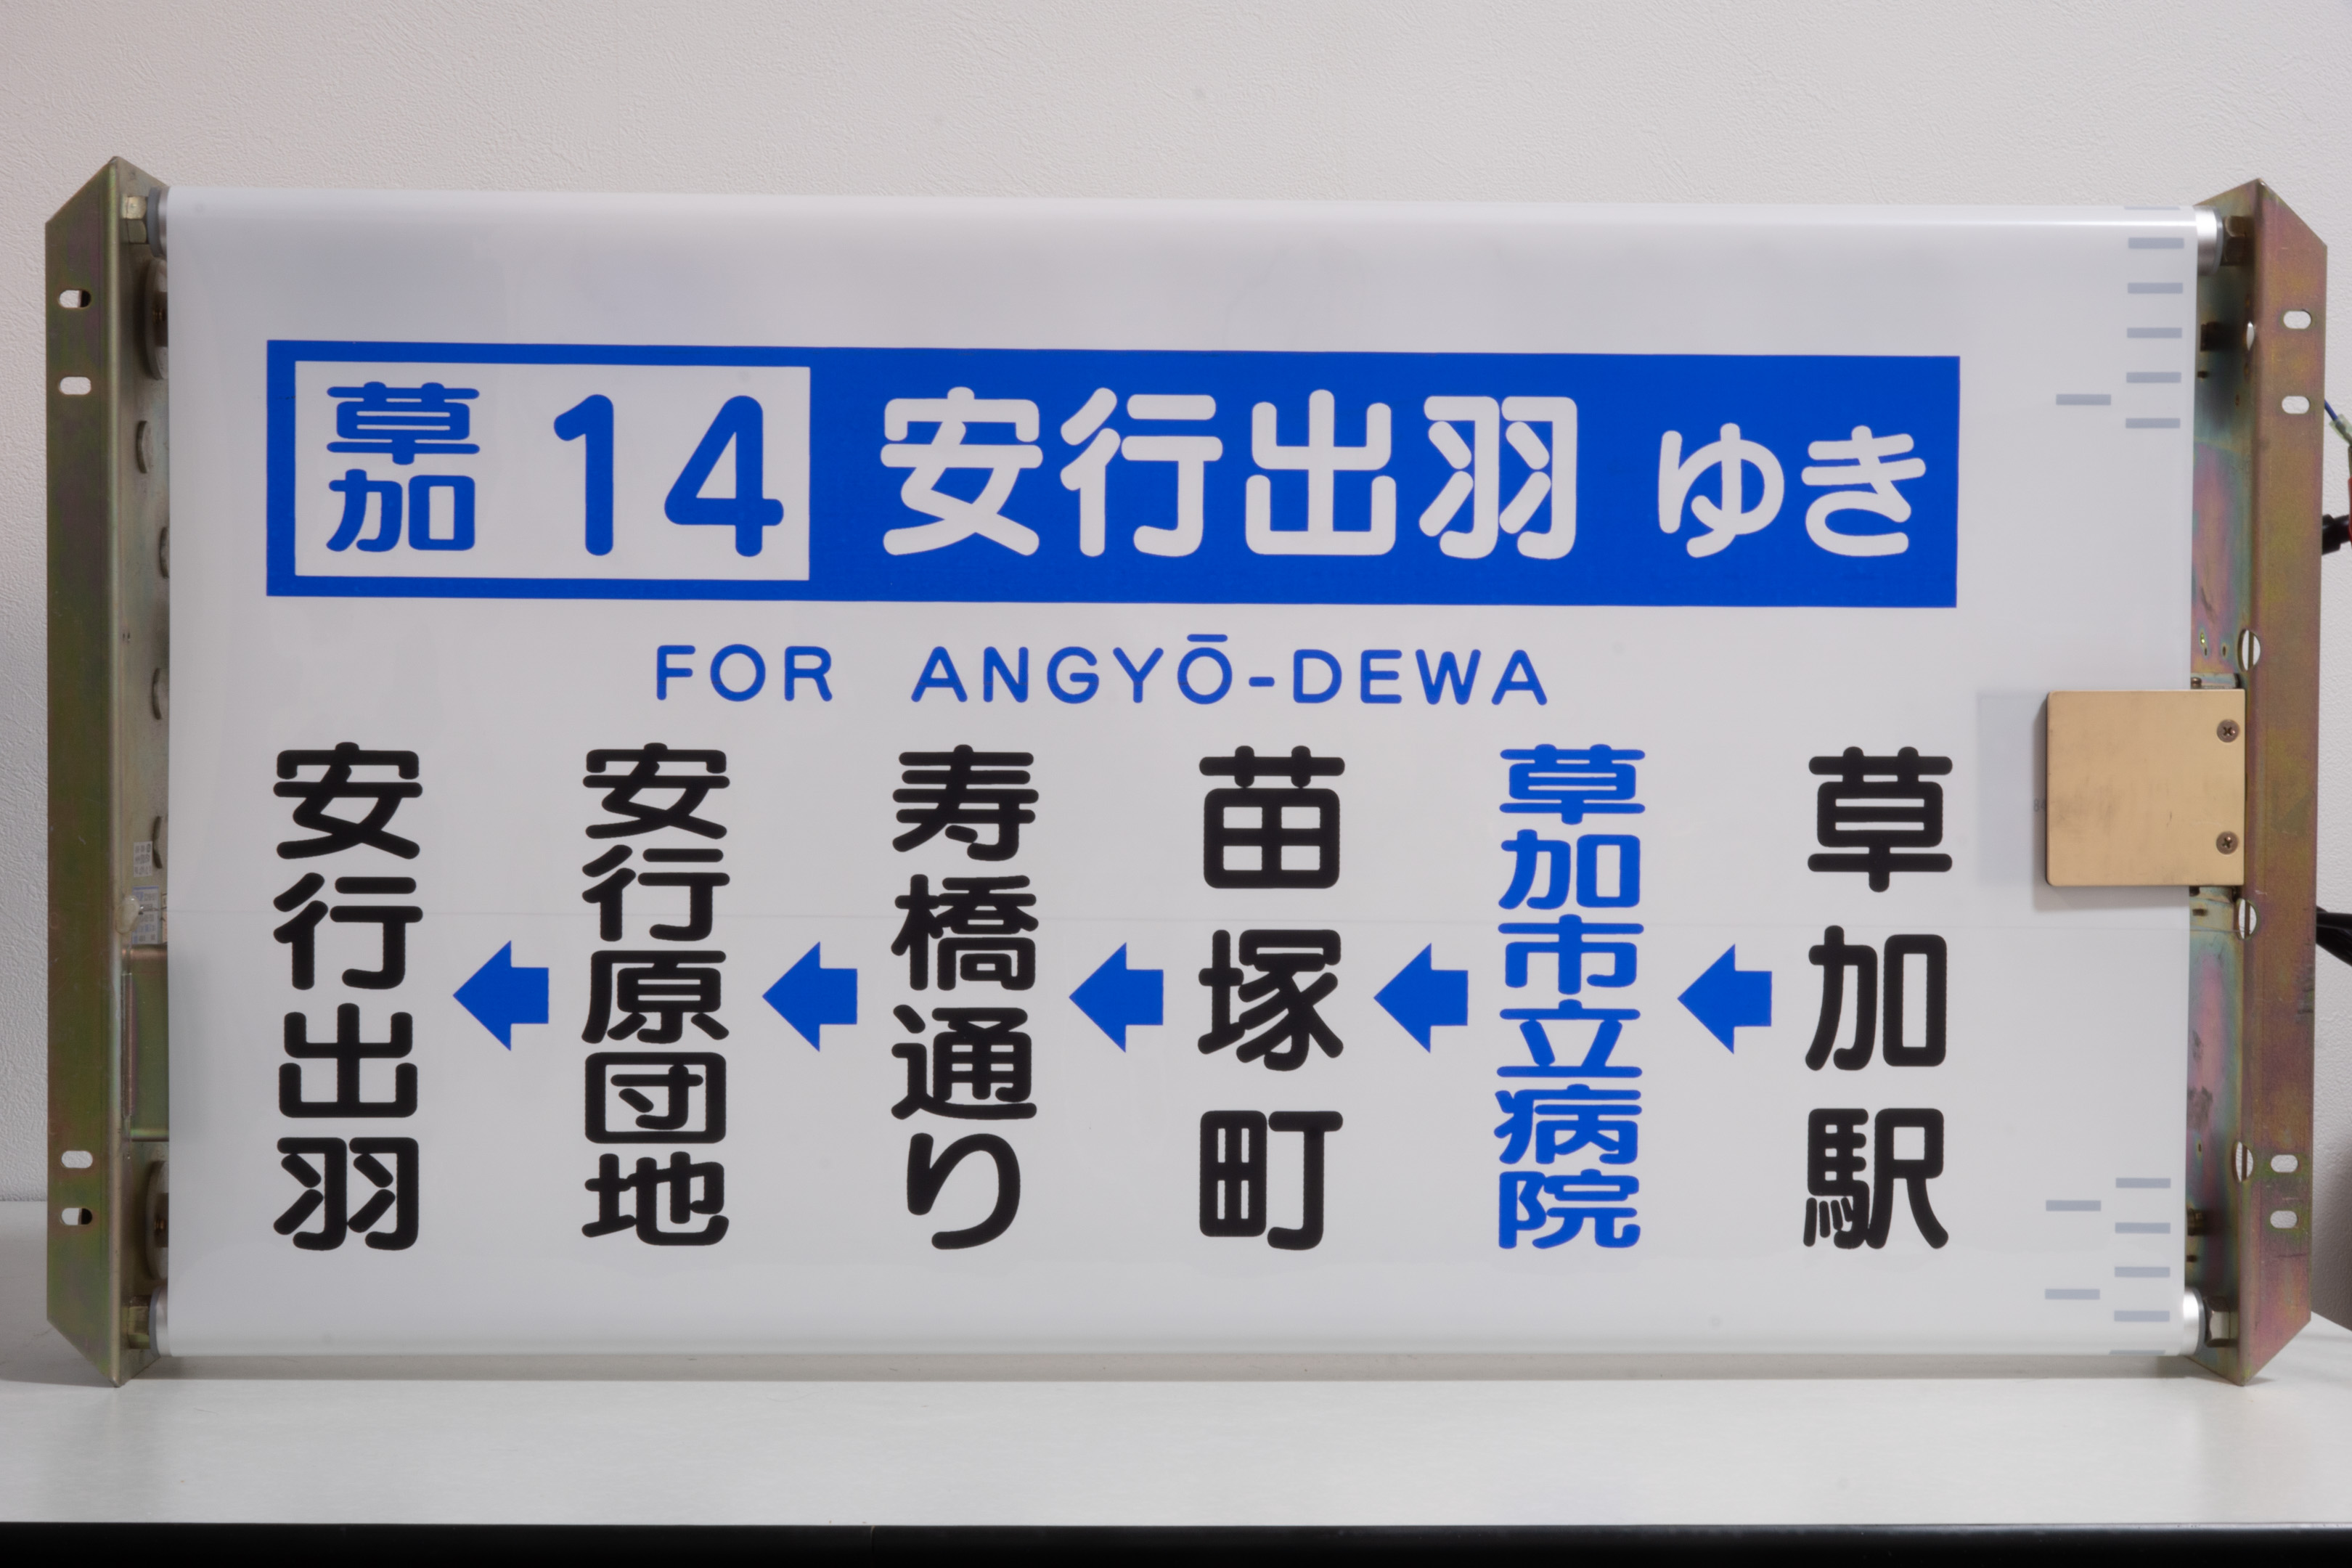 草加 14 安行出羽 ゆき
FOR ANGYŌ-DEWA
草加駅
草加市立病院
苗塚町
寿橋通り
安行原団地
安行出羽